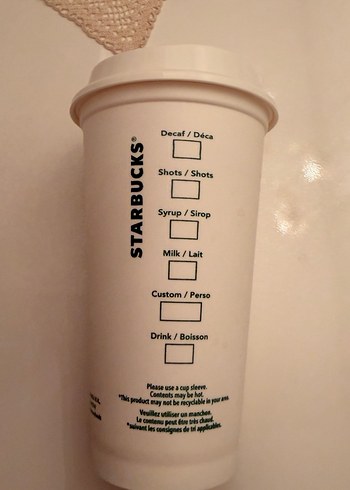 STARBUCKS®
Decaf / Déca
Shots / Shots
Syrup / Sirop
Milk / Lait
Custom / Perso
Drink / Boisson
Please use a cup sleeve.
Contents may be hot.
*This product may not be recyclable in your area.
Veuillez utiliser un manchon.
Le contenu peut être très chaud.
*suivant les consignes de tri applicables.